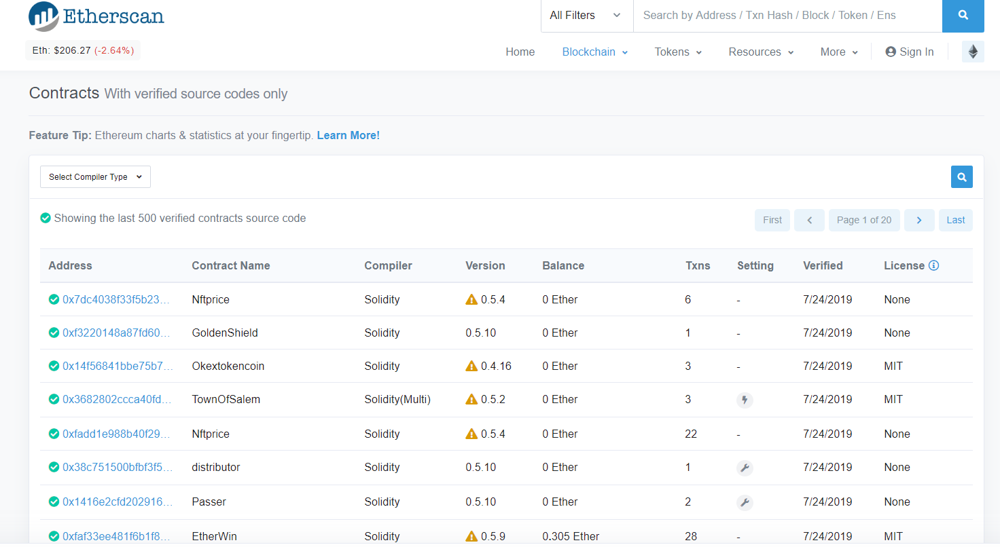 Etherscan
All Filters Search by Address / Txn Hash / Block / Token / Ens
Eth: $206.27 (-2.64%)
Home Blockchain Tokens Resources More Sign In
Contracts With verified source codes only
Feature Tip: Ethereum charts & statistics at your fingertip. Learn More!
Select Compiler Type
Showing the last 500 verified contracts source code
First Page 1 of 20 Last
Address Contract Name Compiler Version Balance Txns Setting Verified License
0x7dc4038f33f5b23... Nftprice Solidity 0.5.4 0 Ether 6 - 7/24/2019 None
0xf3220148a87fd60... GoldenShield Solidity 0.5.10 0 Ether 1 - 7/24/2019 None
0x14f56841bbe75b7... Okextokencoin Solidity 0.4.16 0 Ether 3 - 7/24/2019 MIT
0x3682802ccca40fd... TownOfSalem Solidity(Multi) 0.5.2 0 Ether 3 7/24/2019 MIT
0xfadd1e988b40f29... Nftprice Solidity 0.5.4 0 Ether 22 - 7/24/2019 None
0x38c751500bfbf3f5... distributor Solidity 0.5.10 0 Ether 1 7/24/2019 None
0x1416e2cfd202916... Passer Solidity 0.5.10 0 Ether 2 7/24/2019 None
0xfaf33ee481f6b1f8... EtherWin Solidity 0.5.9 0.305 Ether 28 - 7/24/2019 MIT